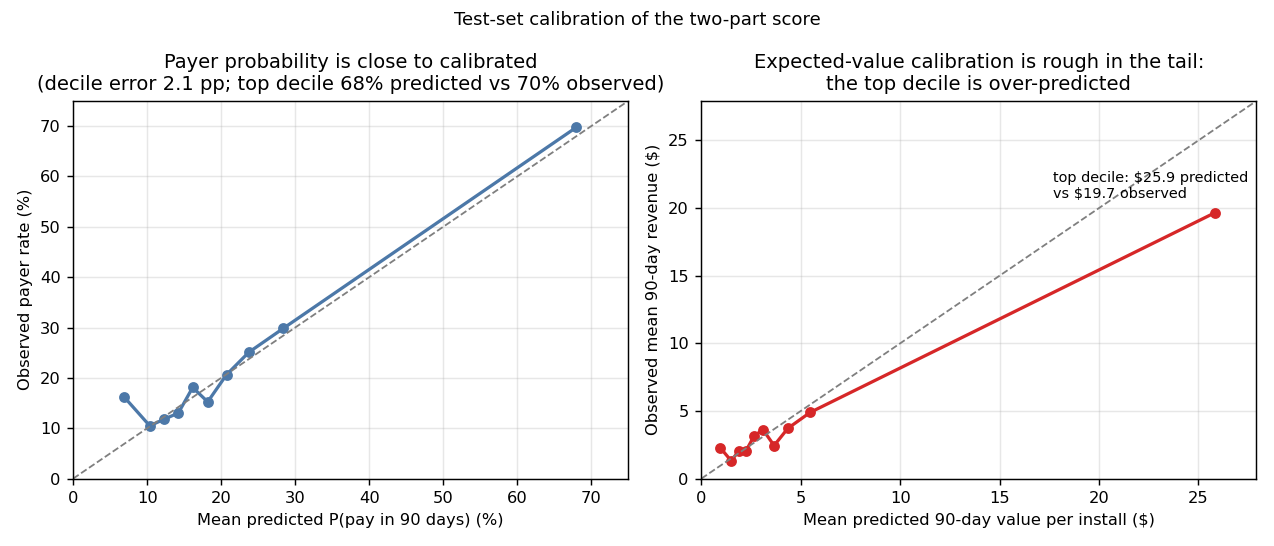 Test-set calibration of the two-part score
Payer probability is close to calibrated
(decile error 2.1 pp; top decile 68% predicted vs 70% observed)
70
60
50
40
30
20
10
0
Observed payer rate (%)
0 10 20 30 40 50 60 70
Mean predicted P(pay in 90 days) (%)
Expected-value calibration is rough in the tail:
the top decile is over-predicted
25
20
15
10
5
0
Observed mean 90-day revenue ($)
top decile: $25.9 predicted
vs $19.7 observed
0 5 10 15 20 25
Mean predicted 90-day value per install ($)